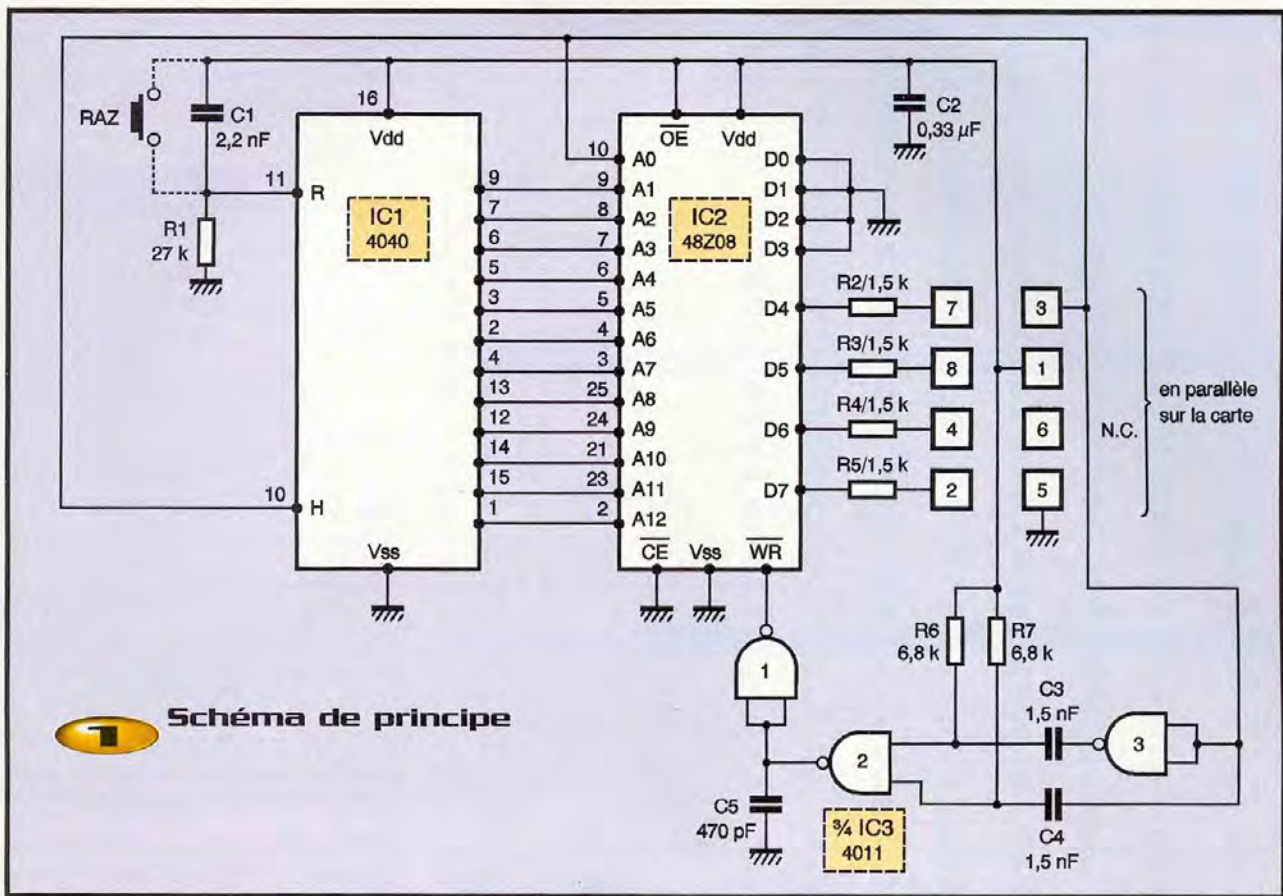 RAZ
C1
2,2 nF
16
Vdd
11
R
R1
27 k
IC1
4040
9
7
6
5
3
2
4
13
12
14
15
1
10
H
Vss
OE
Vdd
10
9
8
7
6
5
4
3
25
24
21
23
2
A0
A1
A2
A3
A4
A5
A6
A7
A8
A9
A10
A11
A12
IC2
48Z08
D0
D1
D2
D3
D4
D5
D6
D7
CE
Vss
WR
C2
0,33 µF
R2/1,5 k
R3/1,5 k
R4/1,5 k
R5/1,5 k
7
8
4
2
3
1
6
5
N.C.
en parallèle
sur la carte
R6
6,8 k
R7
6,8 k
C3
1,5 nF
1
2
3
C5
470 pF
¾ IC3
4011
C4
1,5 nF
1
Schéma de principe